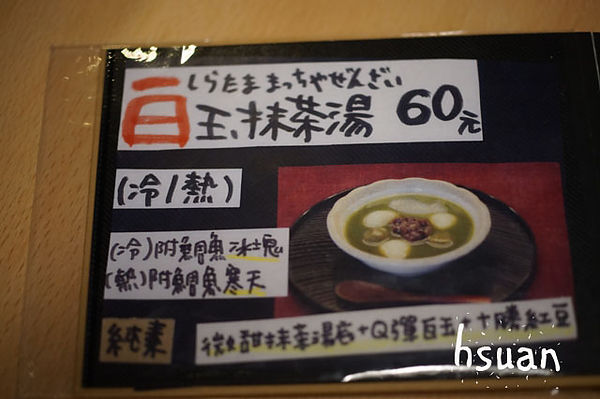 しらたままっちゃぜんざい
白玉抹茶湯 60元
(冷/熱)
(冷)附鯛魚冰塊
(熱)附鯛魚寒天
純素
微甜抹茶湯底+Q彈白玉+十勝紅豆
hsuan